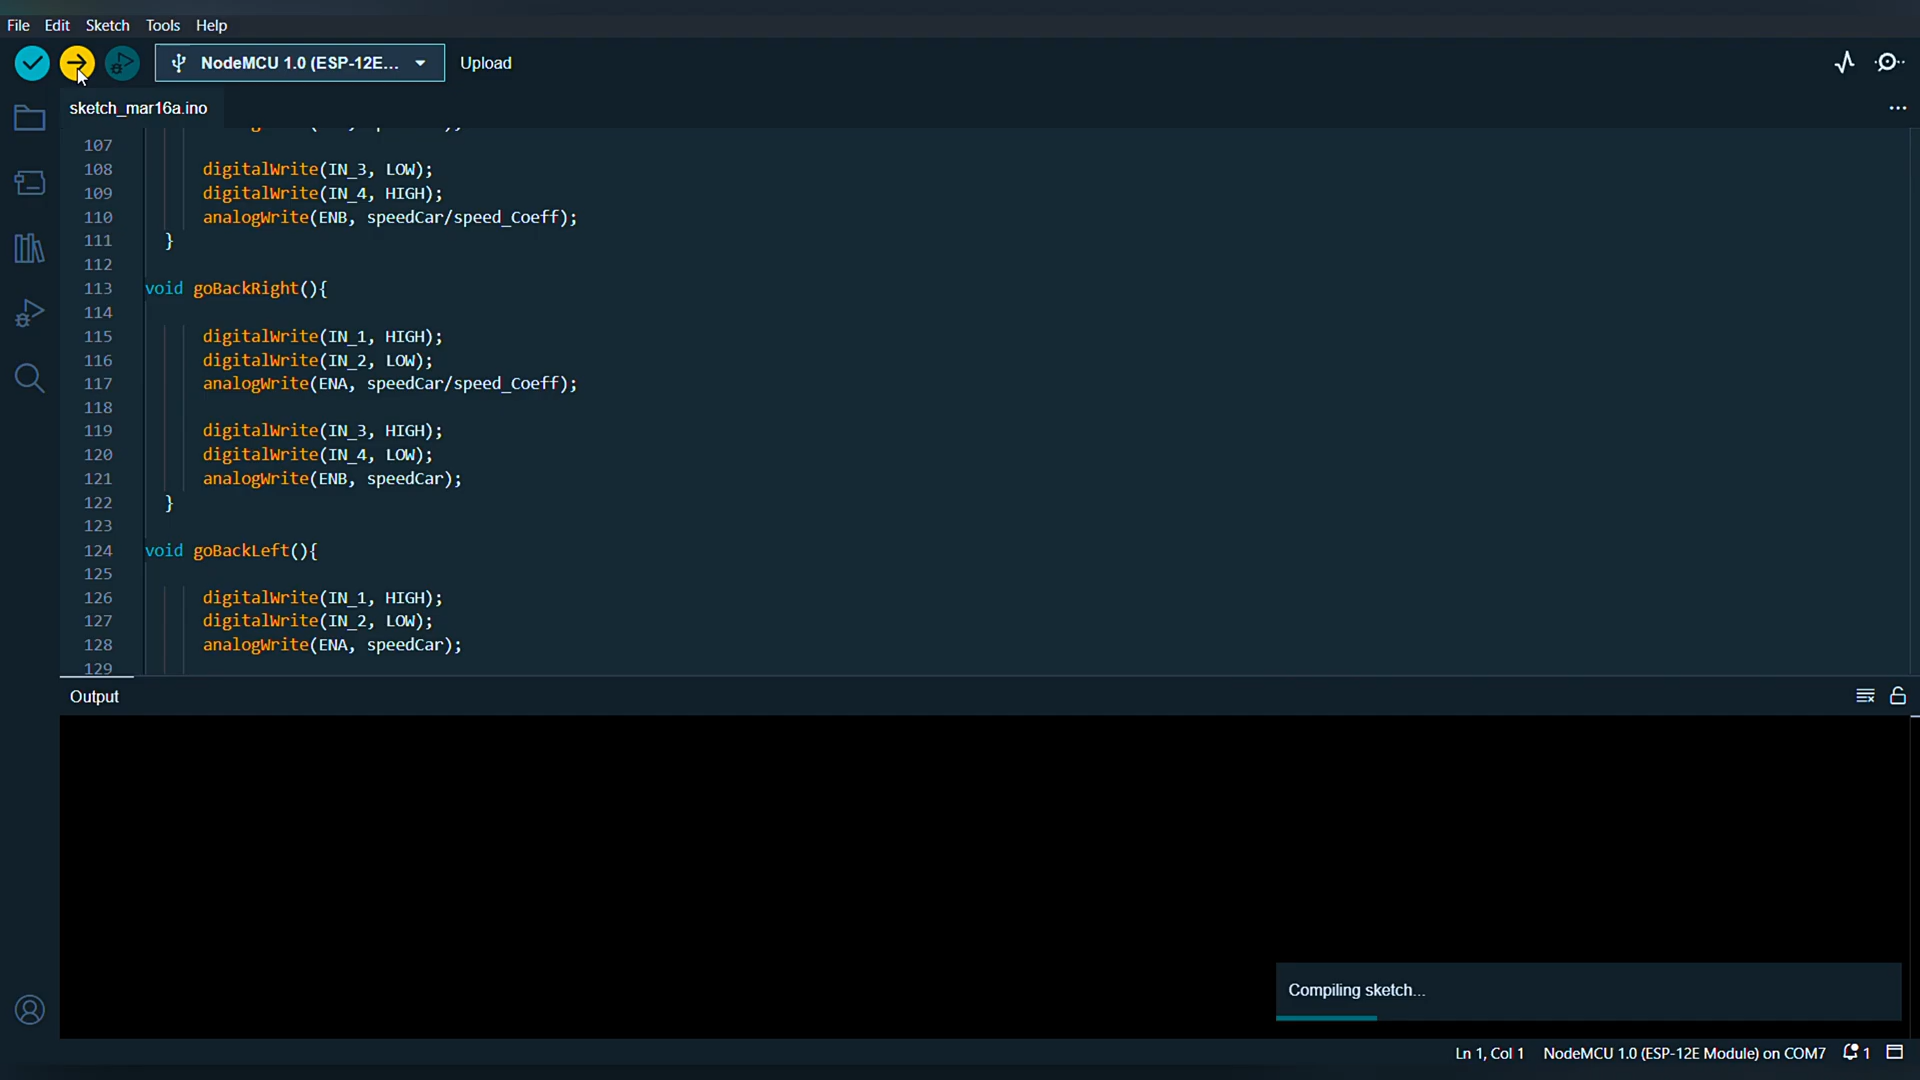 File Edit Sketch Tools Help
NodeMCU 1.0 (ESP-12E... Upload
sketch_mar16a.ino
107
108 digitalWrite(IN_3, LOW);
109 digitalWrite(IN_4, HIGH);
110 analogWrite(ENB, speedCar/speed_Coeff);
111 }
112
113 void goBackRight(){
114
115 digitalWrite(IN_1, HIGH);
116 digitalWrite(IN_2, LOW);
117 analogWrite(ENA, speedCar/speed_Coeff);
118
119 digitalWrite(IN_3, HIGH);
120 digitalWrite(IN_4, LOW);
121 analogWrite(ENB, speedCar);
122 }
123
124 void goBackLeft(){
125
126 digitalWrite(IN_1, HIGH);
127 digitalWrite(IN_2, LOW);
128 analogWrite(ENA, speedCar);
129
Output
Compiling sketch...
Ln 1, Col 1 NodeMCU 1.0 (ESP-12E Module) on COM7 1